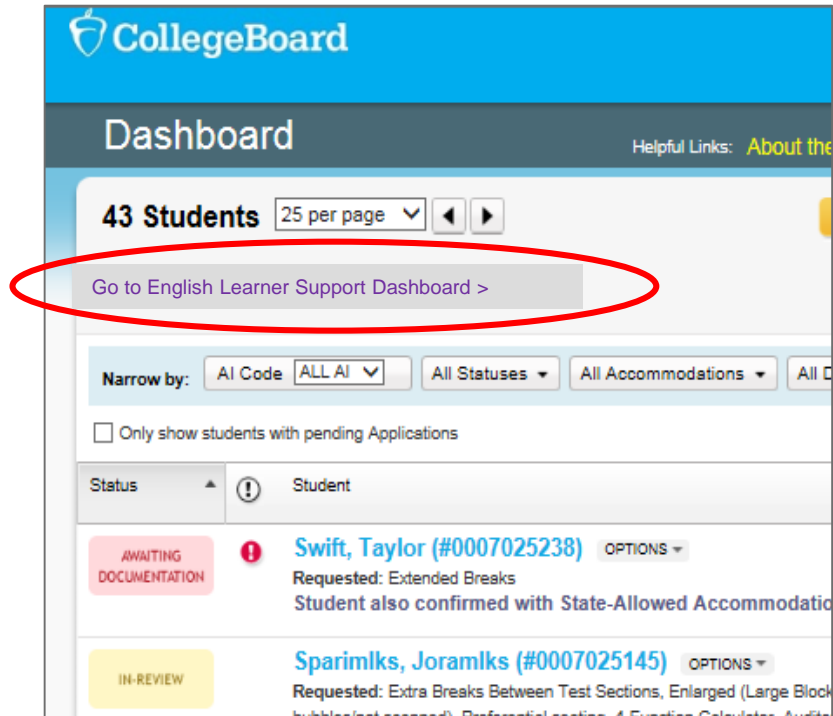 CollegeBoard
Dashboard
Helpful Links: About the
43 Students 25 per page
Go to English Learner Support Dashboard >
Narrow by: AI Code ALL AI All Statuses All Accommodations All
Only show students with pending Applications
Status Student
AWAITING
DOCUMENTATION
Swift, Taylor (#0007025238) OPTIONS
Requested: Extended Breaks
Student also confirmed with State-Allowed
IN-REVIEW
Sparimlks, Joramlks (#0007025145) OPTIONS
Requested: Extra Breaks Between Test Sections, Enlarged (Large Block